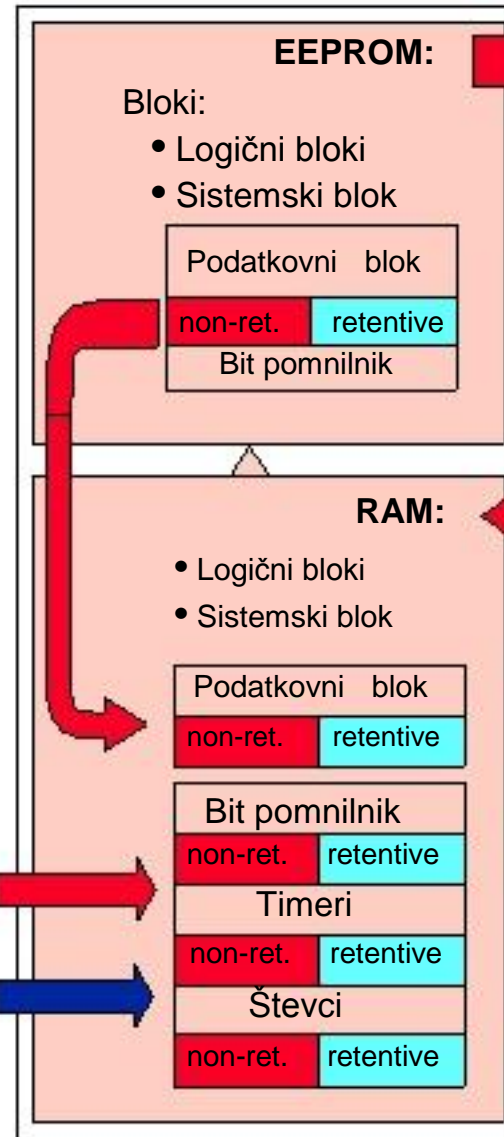 EEPROM:
Bloki:
• Logični bloki
• Sistemski blok
Podatkovni blok
non-ret. retentive
Bit pomnilnik
RAM:
• Logični bloki
• Sistemski blok
Podatkovni blok
non-ret. retentive
Bit pomnilnik
non-ret. retentive
Timeri
non-ret. retentive
Števci
non-ret. retentive